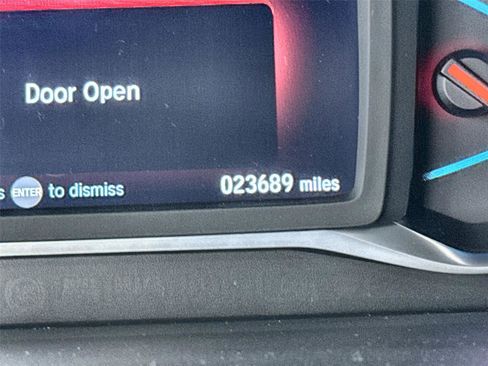 Door Open
s ENTER to dismiss 023689 miles